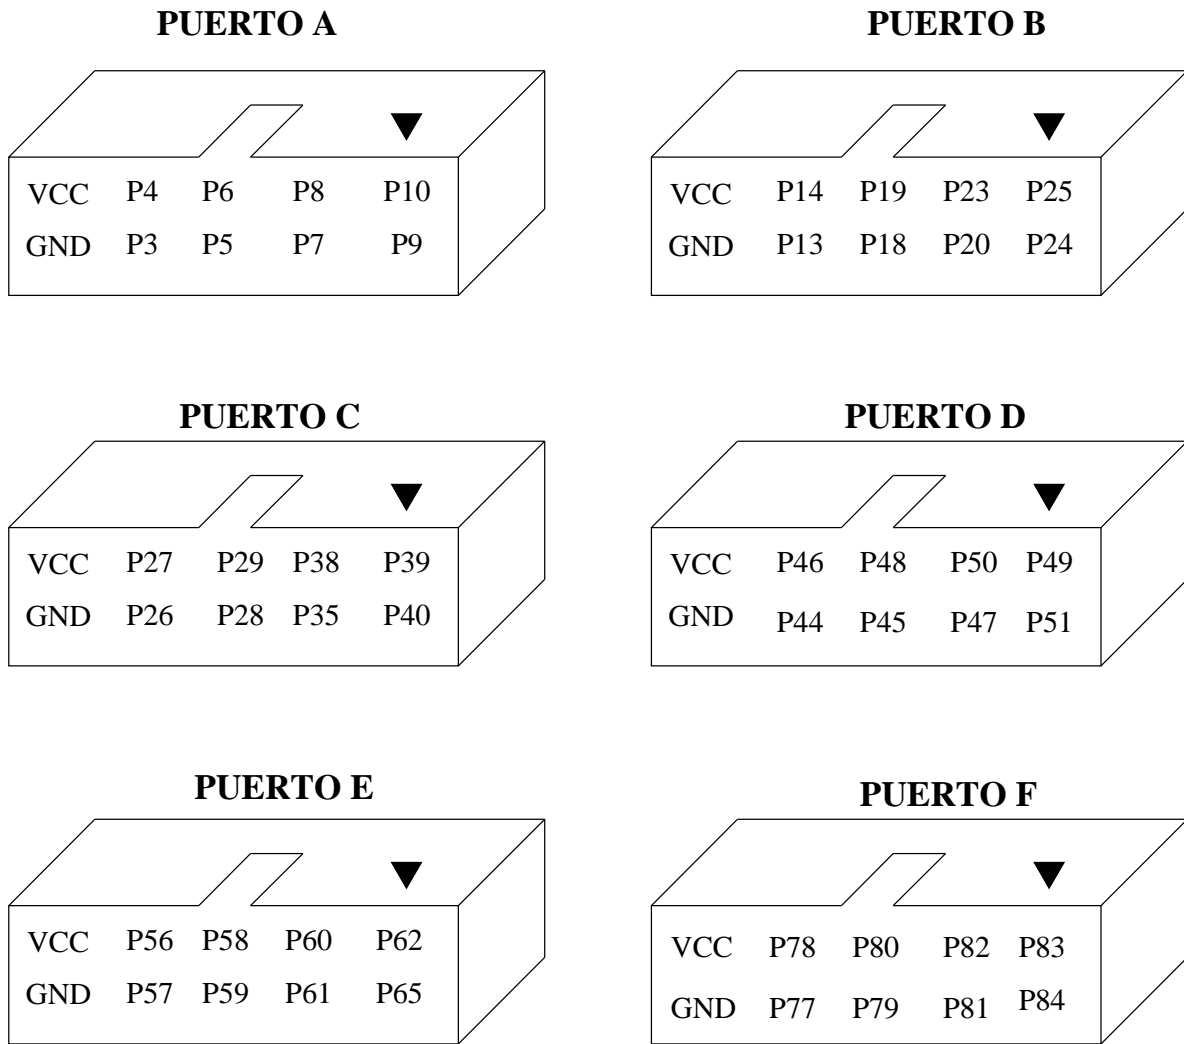 PUERTO A
VCC P4 P6 P8 P10
GND P3 P5 P7 P9
PUERTO B
VCC P14 P19 P23 P25
GND P13 P18 P20 P24
PUERTO C
VCC P27 P29 P38 P39
GND P26 P28 P35 P40
PUERTO D
VCC P46 P48 P50 P49
GND P44 P45 P47 P51
PUERTO E
VCC P56 P58 P60 P62
GND P57 P59 P61 P65
PUERTO F
VCC P78 P80 P82 P83
GND P77 P79 P81 P84